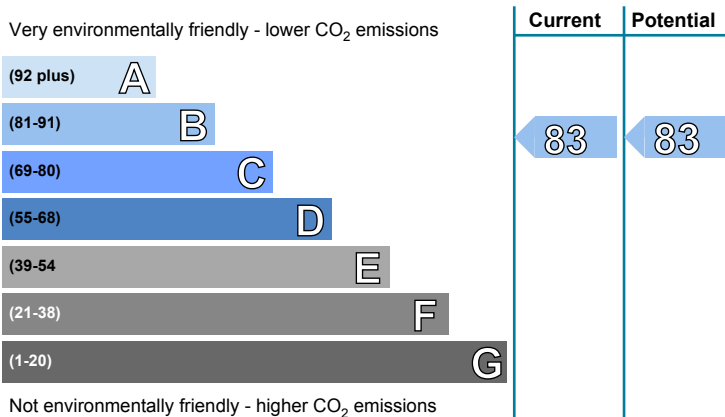 Very environmentally friendly - lower CO2 emissions
Current
Potential
(92 plus) A
(81-91) B
83
83
(69-80) C
(55-68) D
(39-54 E
(21-38) F
(1-20) G
Not environmentally friendly - higher CO2 emissions